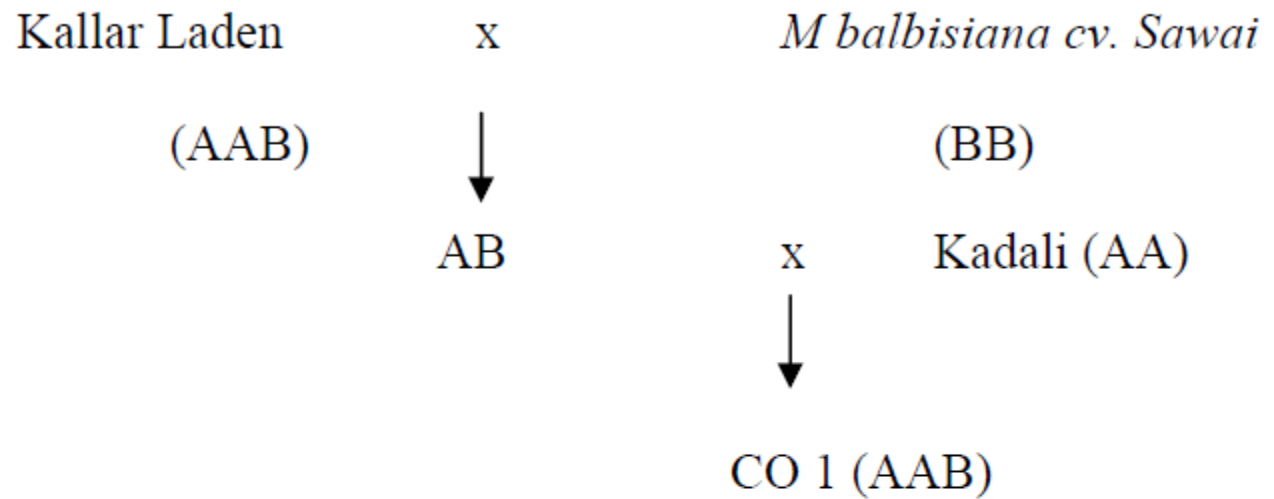 Kallar Laden x M balbisiana cv. Sawai
(AAB) (BB)
AB x Kadali (AA)
CO 1 (AAB)